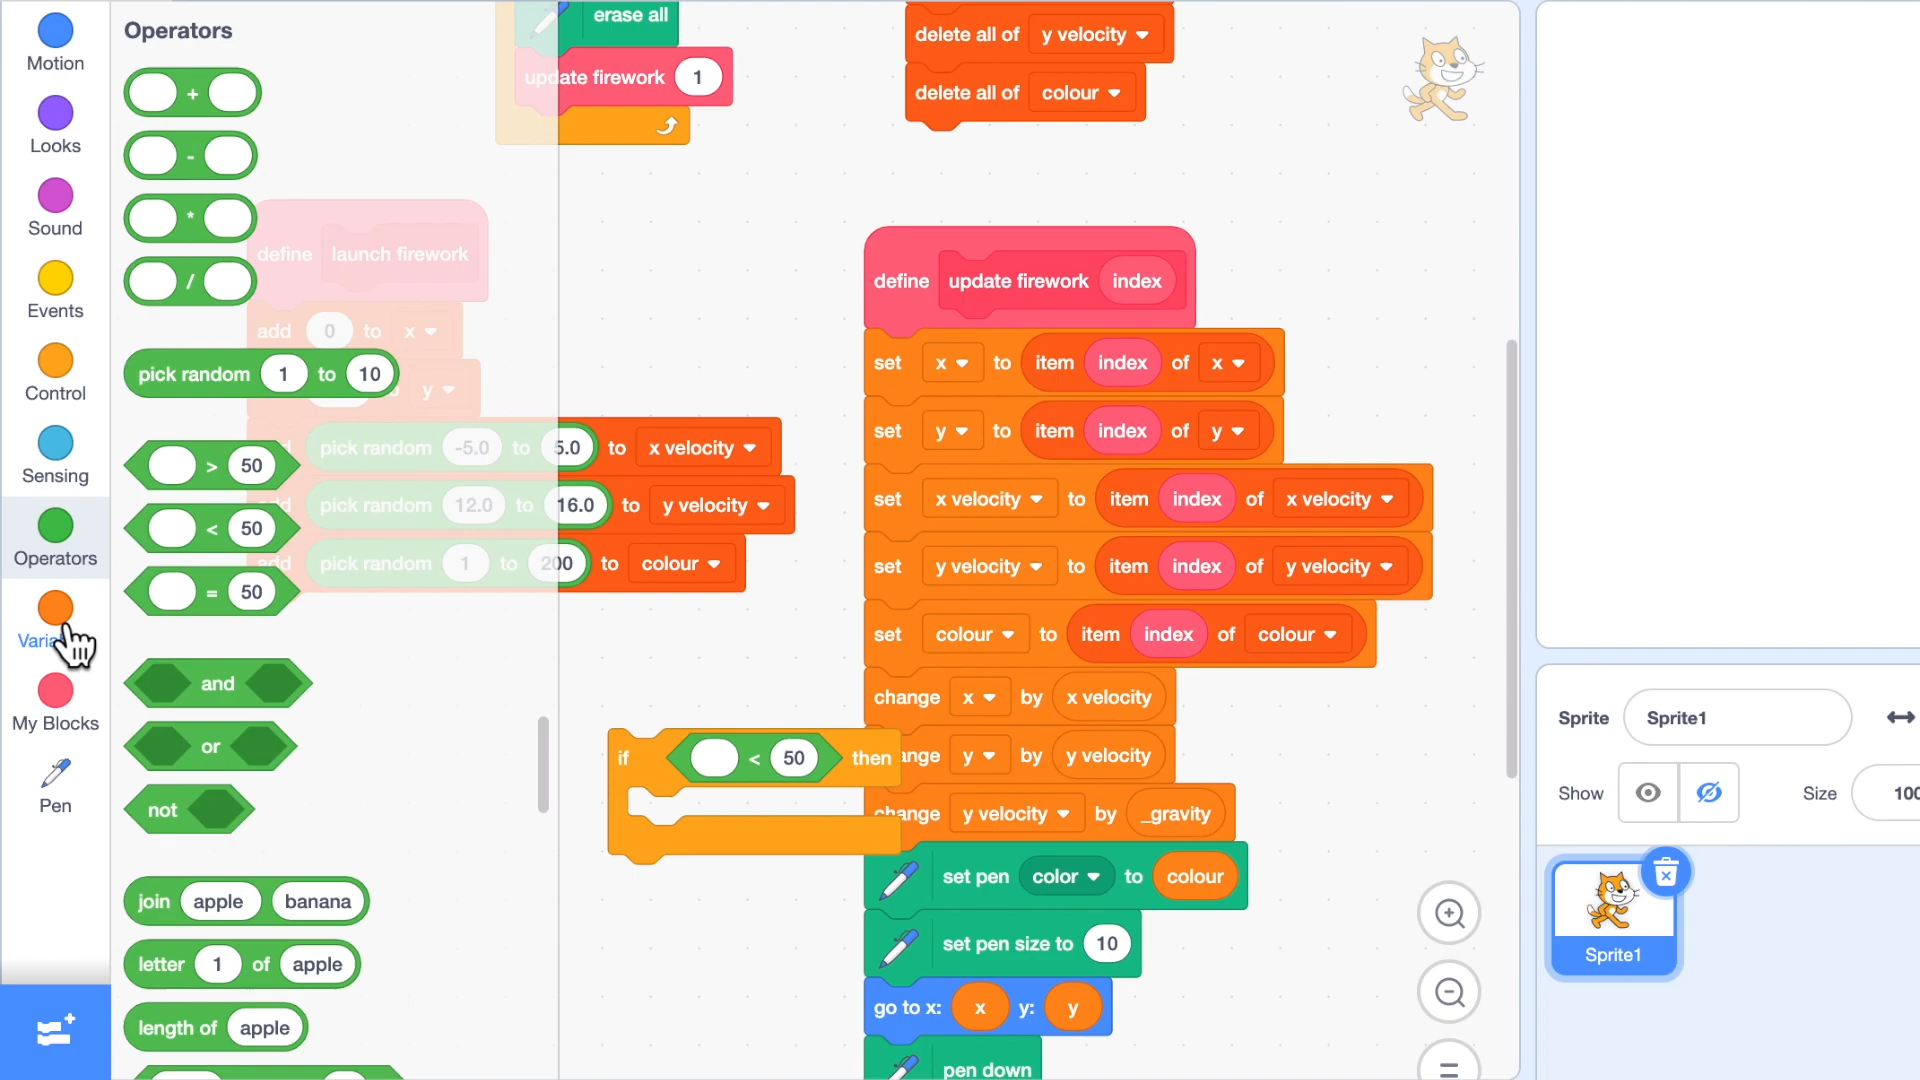 Motion
Looks
Sound
Events
Control
Sensing
Operators
My Blocks
Pen
Operators
+
-
*
/
pick random 1 to 10
> 50
< 50
= 50
and
or
not
join apple banana
letter 1 of apple
length of apple
erase all
update firework 1
delete all of y velocity
delete all of colour
define launch firework
add 0 to x
y
pick random -5.0 to 5.0 to x velocity
pick random 12.0 to 16.0 to y velocity
add pick random 1 to 200 to colour
if < 50 then
define update firework index
set x to item index of x
set y to item index of y
set x velocity to item index of x velocity
set y velocity to item index of y velocity
set colour to item index of colour
change x by x velocity
ange y by y velocity
change y velocity by _gravity
set pen color to colour
set pen size to 10
go to x: x y: y
pen down
Sprite Sprite1
Show Size 100
Sprite1